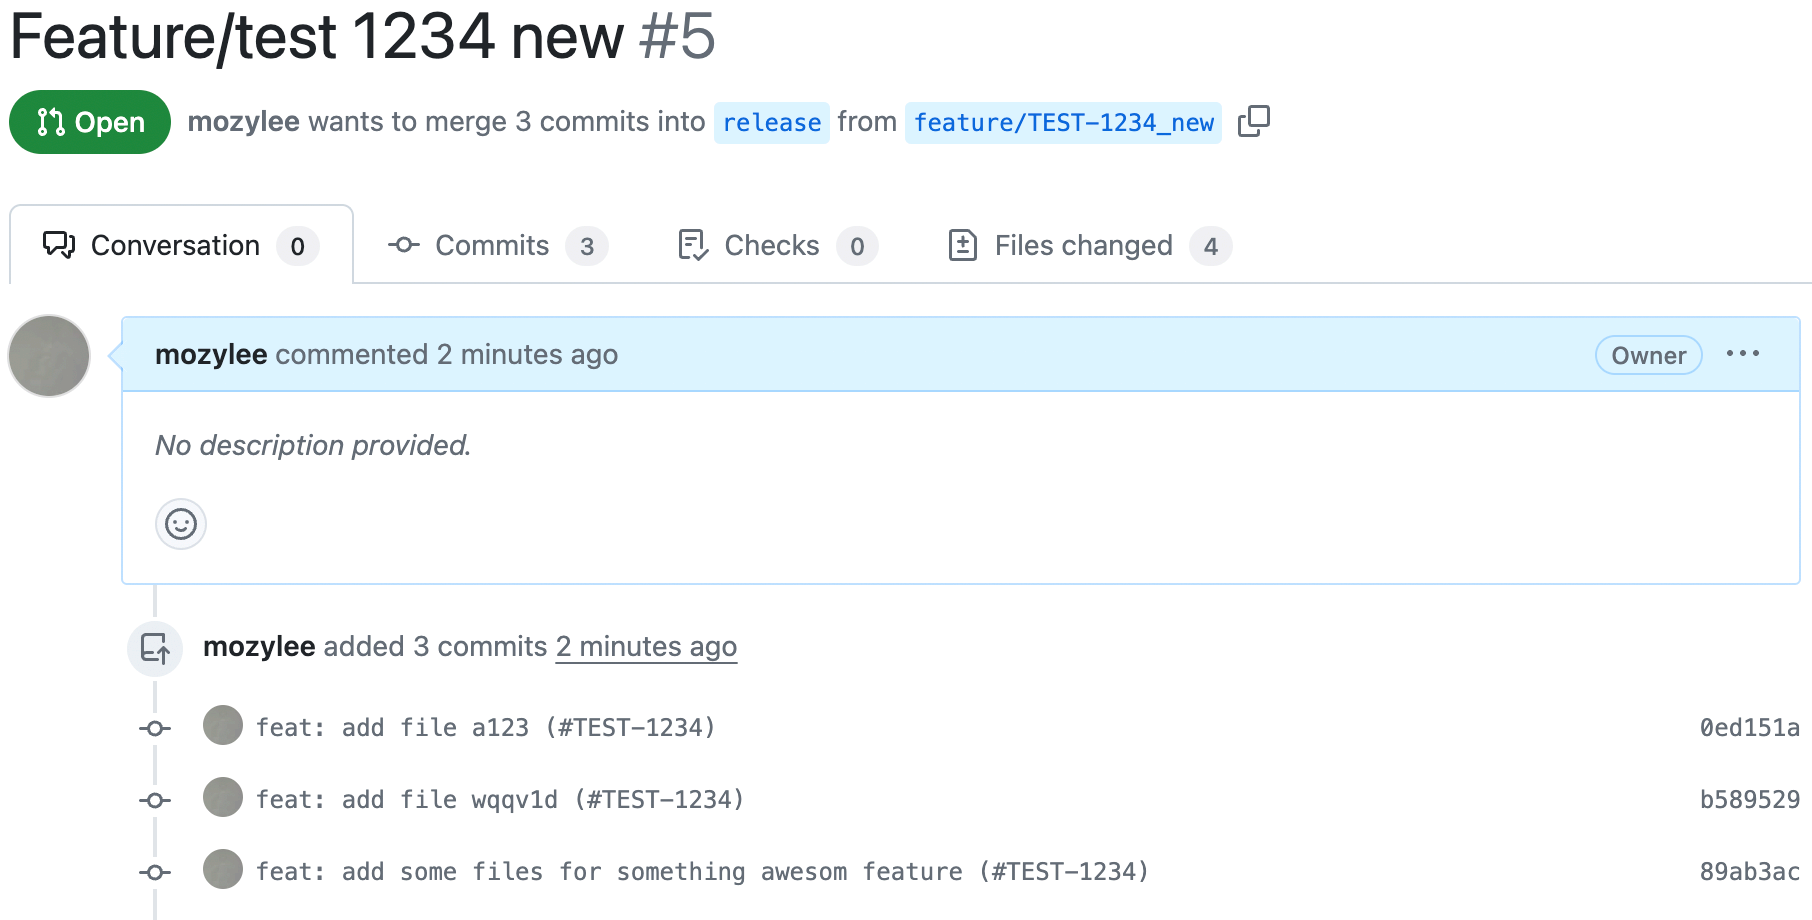 Feature/test 1234 new #5
Open mozylee wants to merge 3 commits into release from feature/TEST-1234_new
Conversation 0 Commits 3 Checks 0 Files changed 4
mozylee commented 2 minutes ago Owner
No description provided.
mozylee added 3 commits 2 minutes ago
feat: add file a123 (#TEST-1234) 0ed151a
feat: add file wqqv1d (#TEST-1234) b589529
feat: add some files for something awesom feature (#TEST-1234) 89ab3ac